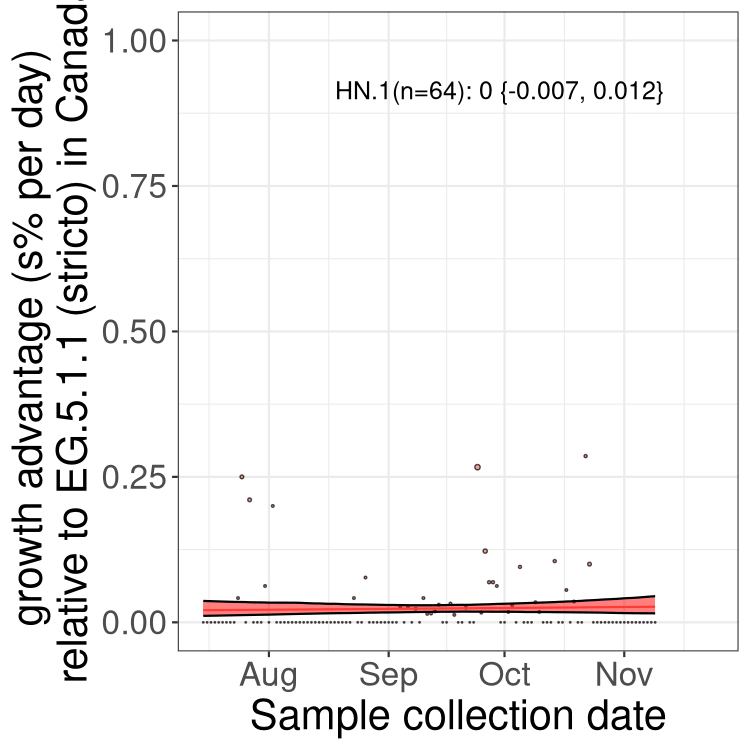 growth advantage (s% per day)
relative to EG.5.1.1 (stricto) in Canada
1.00
HN.1(n=64): 0 {-0.007, 0.012}
0.75
0.50
0.25
0.00
Aug Sep Oct Nov
Sample collection date